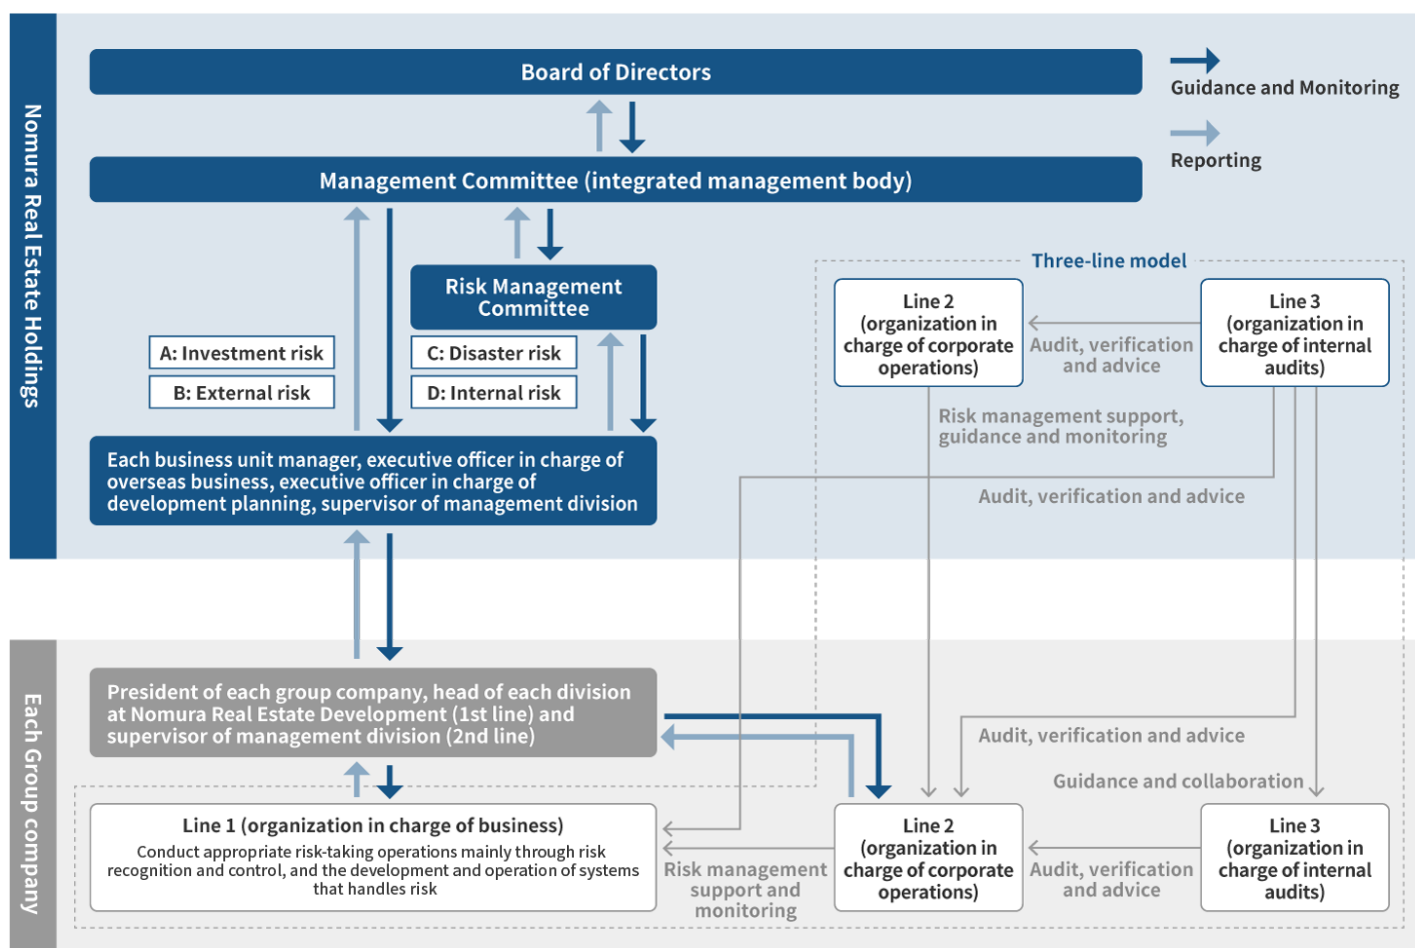 Nomura Real Estate Holdings
Board of Directors
Guidance and Monitoring
Reporting
Management Committee (integrated management body)
Risk Management
Committee
A: Investment risk
B: External risk
C: Disaster risk
D: Internal risk
Each business unit manager, executive officer in charge of
overseas business, executive officer in charge of
development planning, supervisor of management division
Three-line model
Line 2
(organization in
charge of corporate
operations)
Audit, verification
and advice
Line 3
(organization in
charge of internal
audits)
Risk management support,
guidance and monitoring
Audit, verification and advice
Each Group company
President of each group company, head of each division
at Nomura Real Estate Development (1st line) and
supervisor of management division (2nd line)
Audit, verification and advice
Guidance and collaboration
Line 1 (organization in charge of business)
Conduct appropriate risk-taking operations mainly through risk
recognition and control, and the development and operation of systems
that handles risk
Risk management
support and
monitoring
Line 2
(organization in
charge of corporate
operations)
Audit, verification
and advice
Line 3
(organization in
charge of internal
audits)